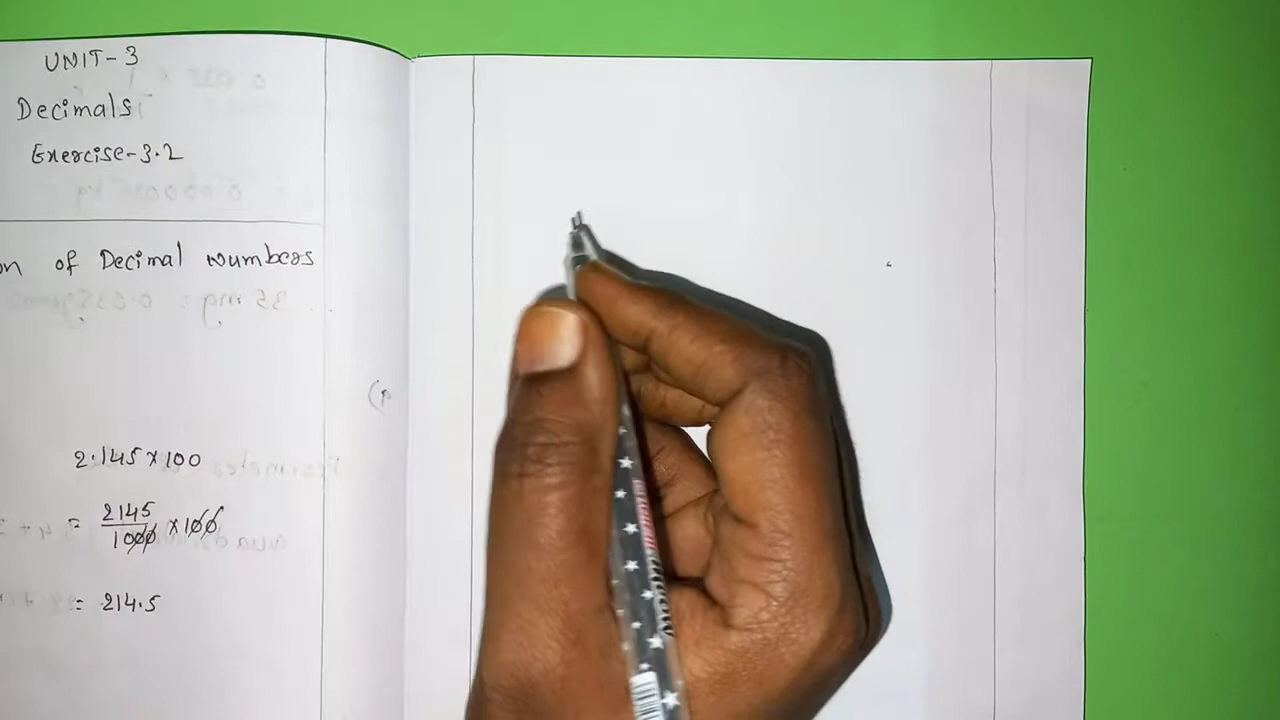 UNIT-3
Decimals
Exercise-3.2
of Decimal Numbers
2.145 x 100
= 2145/1000 x 100
= 214.5